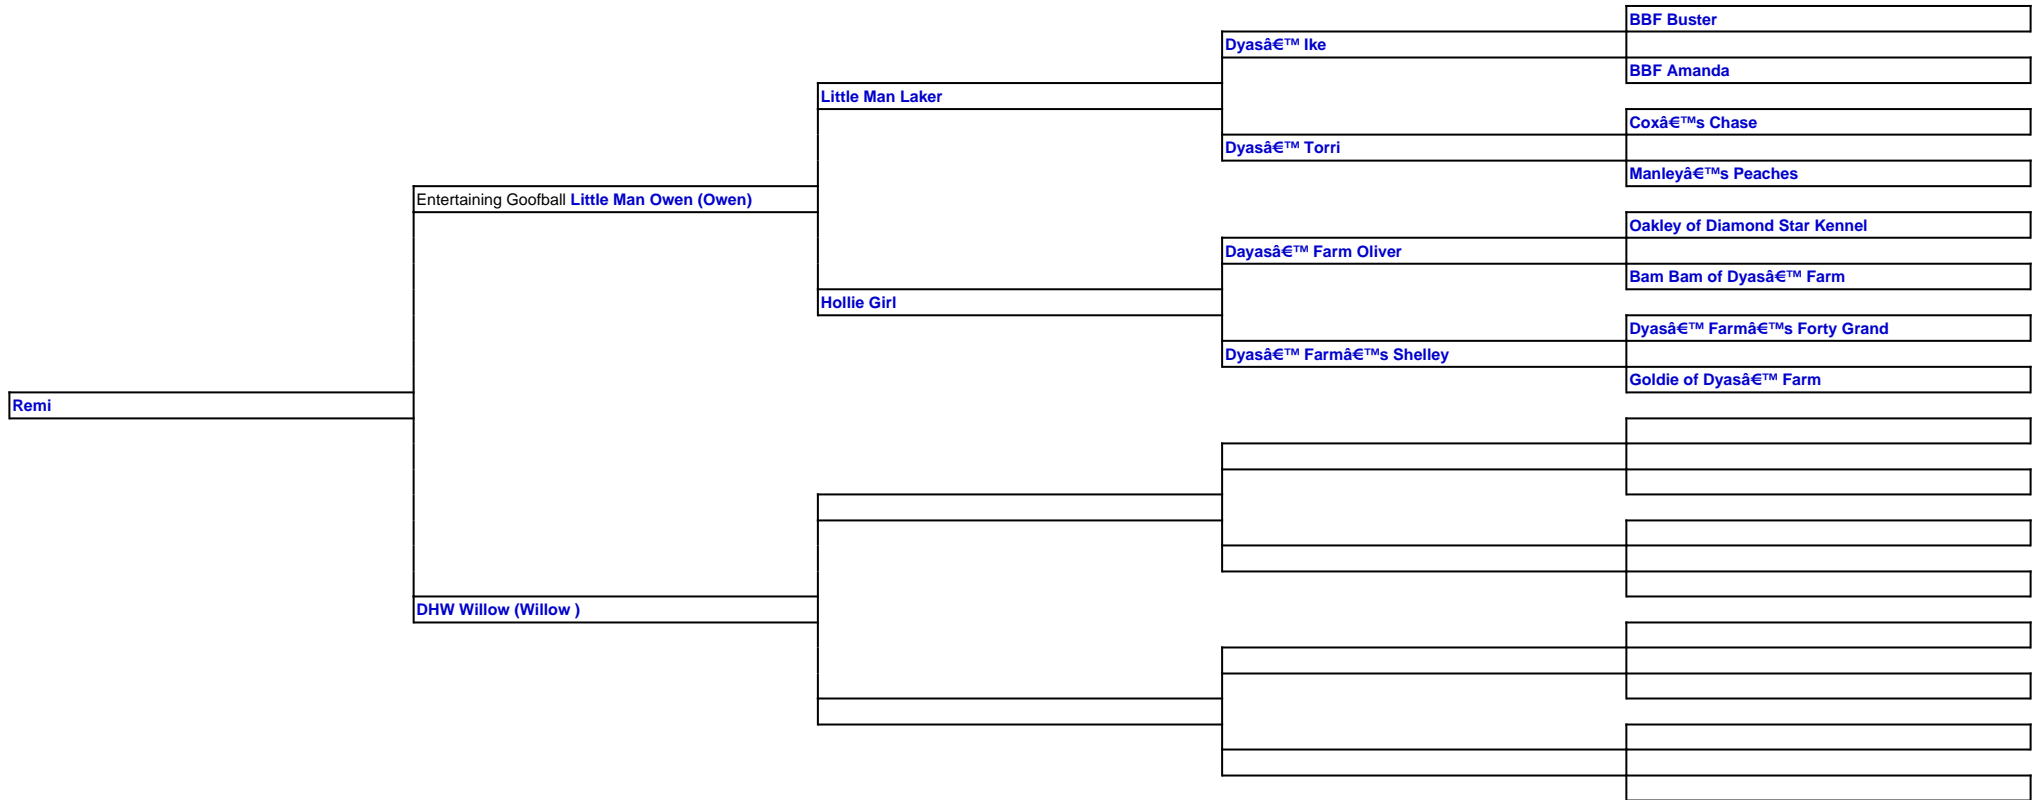 BBF Buster
Dyasâ€™ Ike
BBF Amanda
Little Man Laker
Coxâ€™s Chase
Dyasâ€™ Torri
Manleyâ€™s Peaches
Entertaining Goofball Little Man Owen (Owen)
Oakley of Diamond Star Kennel
Dayasâ€™ Farm Oliver
Bam Bam of Dyasâ€™ Farm
Hollie Girl
Dyasâ€™ Farmâ€™s Forty Grand
Dyasâ€™ Farmâ€™s Shelley
Goldie of Dyasâ€™ Farm
Remi
DHW Willow (Willow )